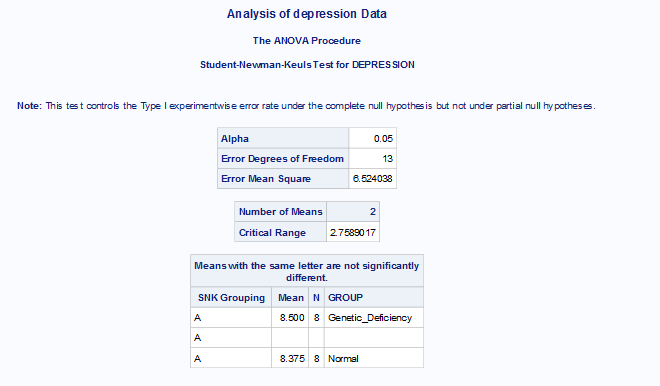 Analysis of depression Data
The ANOVA Procedure
Student-Newman-Keuls Test for DEPRESSION
Note: This test controls the Type I experimentwise error rate under the complete null hypothesis but not under partial null hypotheses.
Alpha 0.05
Error Degrees of Freedom 13
Error Mean Square 6.524038
Number of Means 2
Critical Range 2.7589017
Means with the same letter are not significantly
different.
SNK Grouping Mean N GROUP
A 8.500 8 Genetic_Deficiency
A
A 8.375 8 Normal